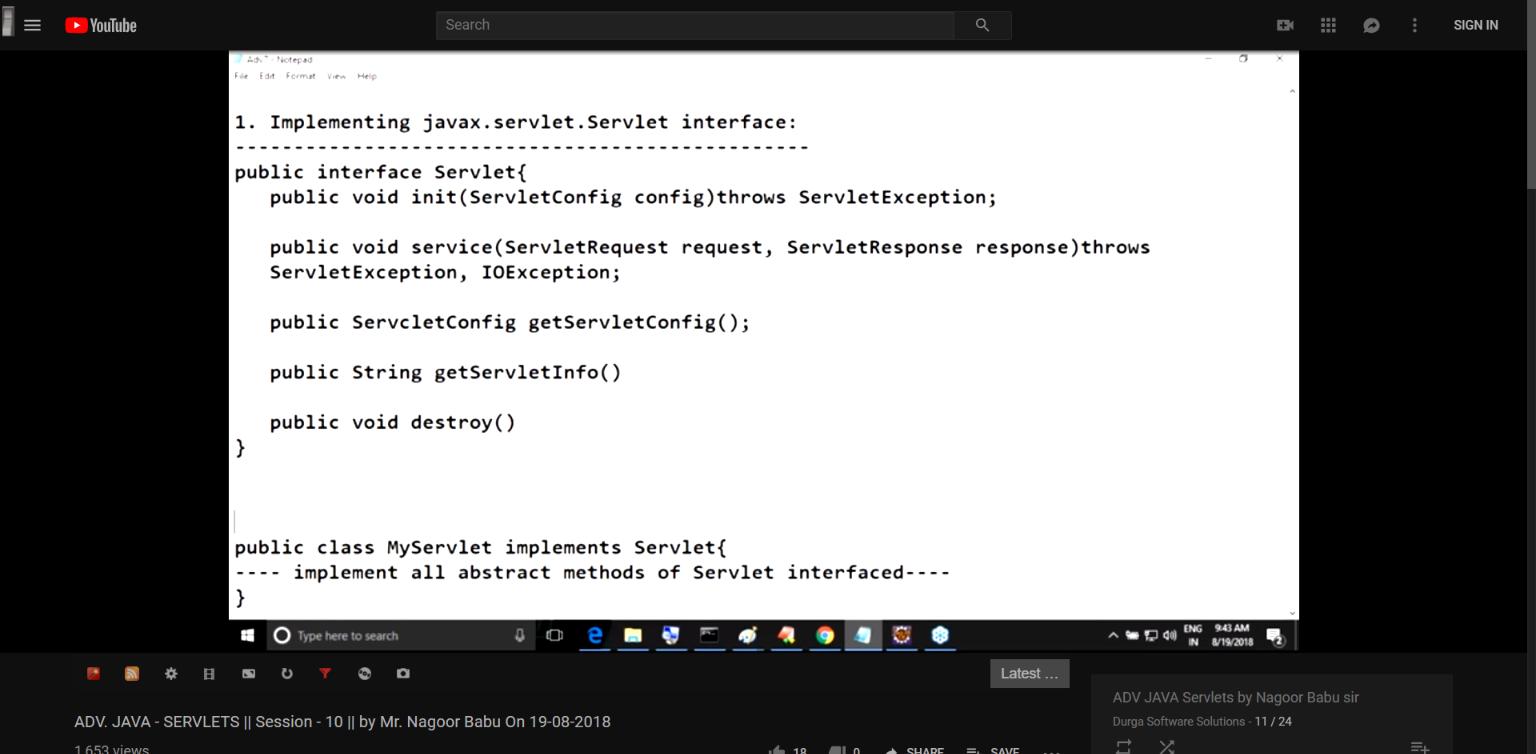 YouTube
Search
SIGN IN
Adv7 - Notepad
File Edit Format View Help
1. Implementing javax.servlet.Servlet interface:
-------------------------------------------------
public interface Servlet{
public void init(ServletConfig config)throws ServletException;
public void service(ServletRequest request, ServletResponse response)throws
ServletException, IOException;
public ServcletConfig getServletConfig();
public String getServletInfo()
public void destroy()
}
public class MyServlet implements Servlet{
---- implement all abstract methods of Servlet interfaced----
}
Type here to search
ENG
IN
9:43 AM
8/19/2018
2
Latest ...
ADV. JAVA - SERVLETS || Session - 10 || by Mr. Nagoor Babu On 19-08-2018
1,653 views
18
0
SHARE
SAVE
ADV JAVA Servlets by Nagoor Babu sir
Durga Software Solutions - 11 / 24